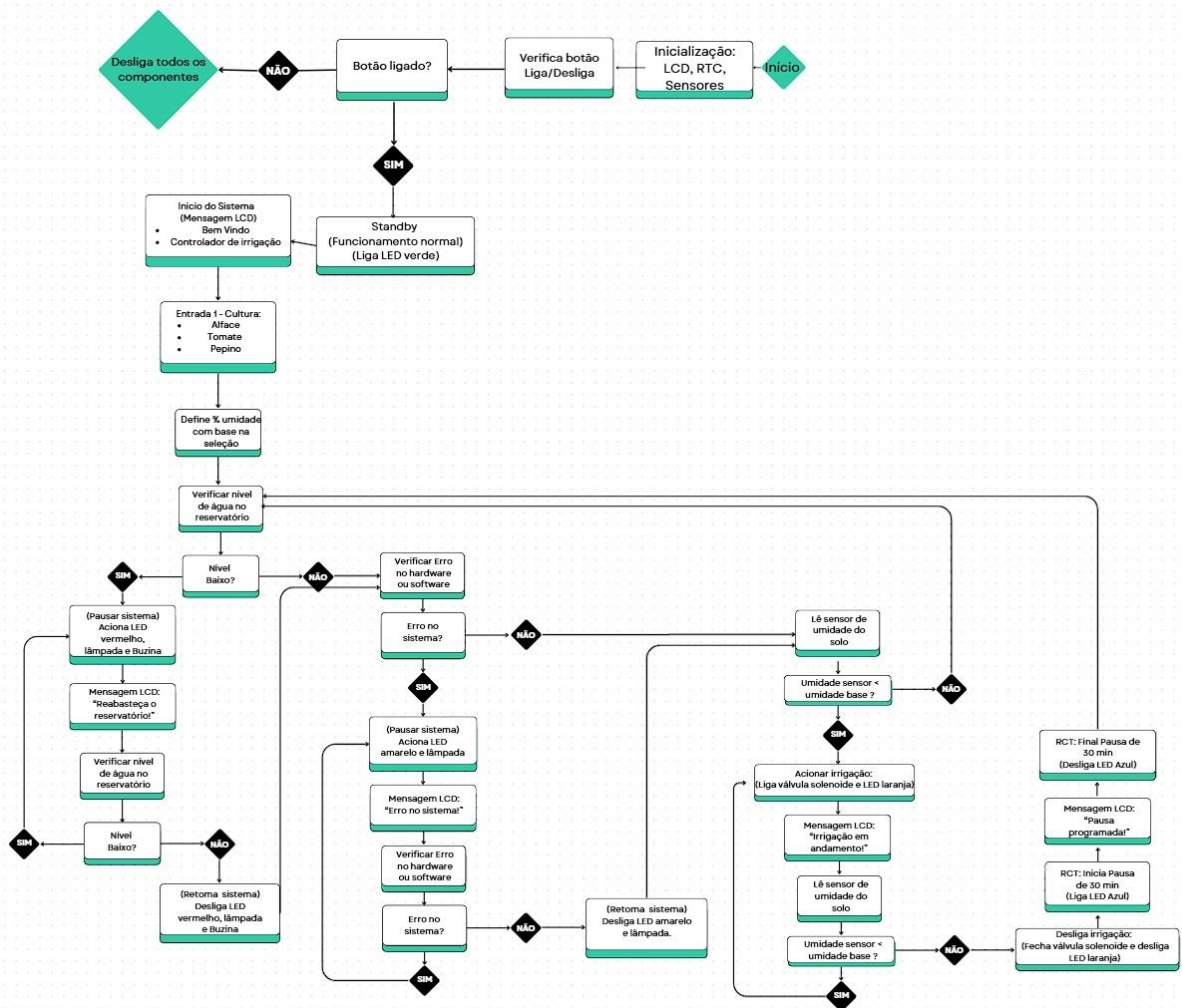 Início
Inicialização:
LCD, RTC,
Sensores
Verifica botão
Liga/Desliga
Botão ligado?
NÃO
Desliga todos os
componentes
SIM
Standby
(Funcionamento normal)
(Liga LED verde)
Inicio do Sistema
(Mensagem LCD)
• Bem Vindo
• Controlador de irrigação
Entrada 1 - Cultura:
• Alface
• Tomate
• Pepino
Define % umidade
com base na
seleção
Verificar nível
de água no
reservatório
Nível
Baixo?
SIM
(Pausar sistema)
Aciona LED
vermelho,
lâmpada e Buzina
Mensagem LCD:
"Reabasteça o
reservatório!"
Verificar nível
de água no
reservatório
Nível
Baixo?
SIM
NÃO
(Retoma sistema)
Desliga LED
vermelho, lâmpada
e Buzina
NÃO
Verificar Erro
no hardware
ou software
Erro no
sistema?
SIM
(Pausar sistema)
Aciona LED
amarelo e lâmpada
Mensagem LCD:
"Erro no sistema!"
Verificar Erro
no hardware
ou software
Erro no
sistema?
SIM
NÃO
(Retoma sistema)
Desliga LED amarelo
e lâmpada.
NÃO
Lê sensor de
umidade do
solo
Umidade sensor <
umidade base ?
NÃO
SIM
Acionar irrigação:
(Liga válvula solenoide e LED laranja)
Mensagem LCD:
"Irrigação em
andamento!"
Lê sensor de
umidade do
solo
Umidade sensor <
umidade base ?
SIM
NÃO
Desliga irrigação:
(Fecha válvula solenoide e desliga
LED laranja)
RCT: Inicia Pausa
de 30 min
(Liga LED Azul)
Mensagem LCD:
"Pausa
programada!"
RCT: Final Pausa de
30 min
(Desliga LED Azul)